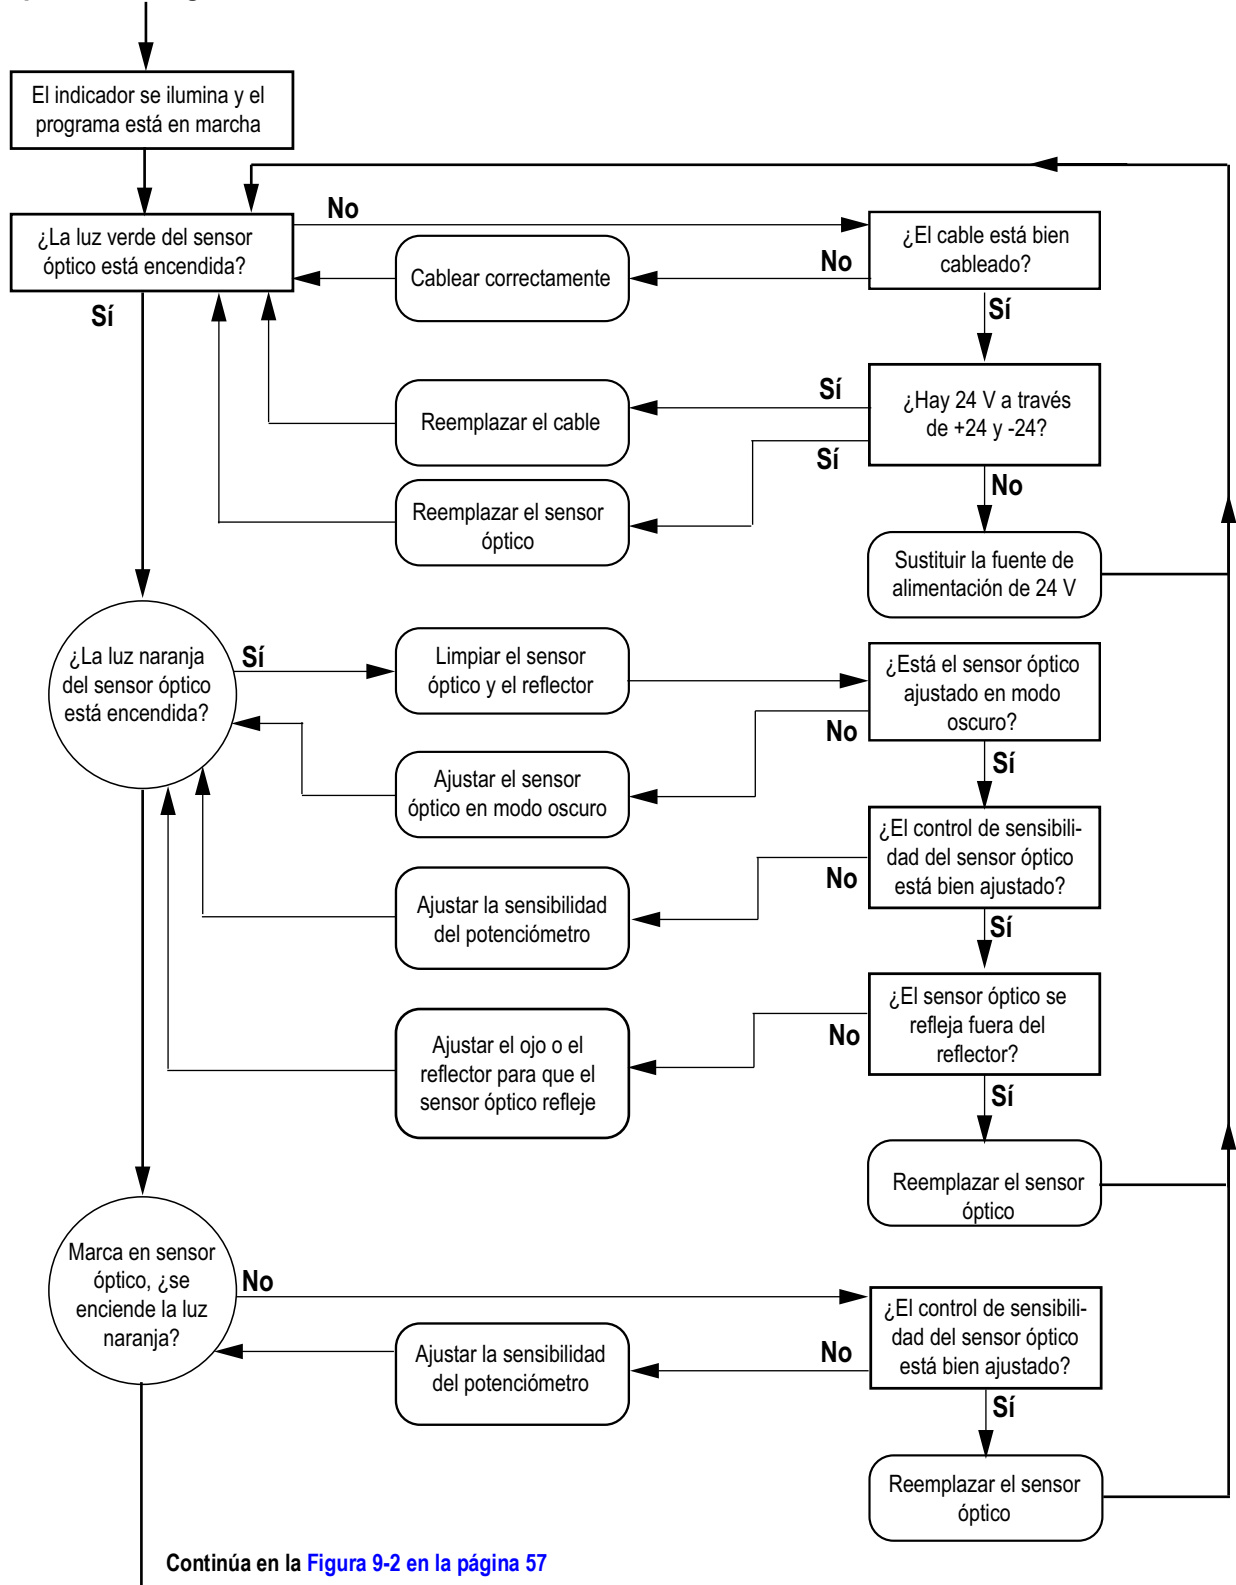 El indicador se ilumina y el
programa está en marcha
¿La luz verde del sensor
óptico está encendida?
No
¿El cable está bien
cableado?
No
Cablear correctamente
Sí
Sí
¿Hay 24 V a través
de +24 y -24?
Sí
Reemplazar el cable
Sí
Reemplazar el sensor
óptico
No
Sustituir la fuente de
alimentación de 24 V
¿La luz naranja
del sensor óptico
está encendida?
Sí
Limpiar el sensor
óptico y el reflector
¿Está el sensor óptico
ajustado en modo
oscuro?
No
Ajustar el sensor
óptico en modo oscuro
Sí
¿El control de sensibili-
dad del sensor óptico
está bien ajustado?
No
Ajustar la sensibilidad
del potenciómetro
Sí
¿El sensor óptico se
refleja fuera del
reflector?
No
Ajustar el ojo o el
reflector para que el
sensor óptico refleje
Sí
Reemplazar el sensor
óptico
Marca en sensor
óptico, ¿se
enciende la luz
naranja?
No
¿El control de sensibili-
dad del sensor óptico
está bien ajustado?
No
Ajustar la sensibilidad
del potenciómetro
Sí
Reemplazar el sensor
óptico
Continúa en la Figura 9-2 en la página 57